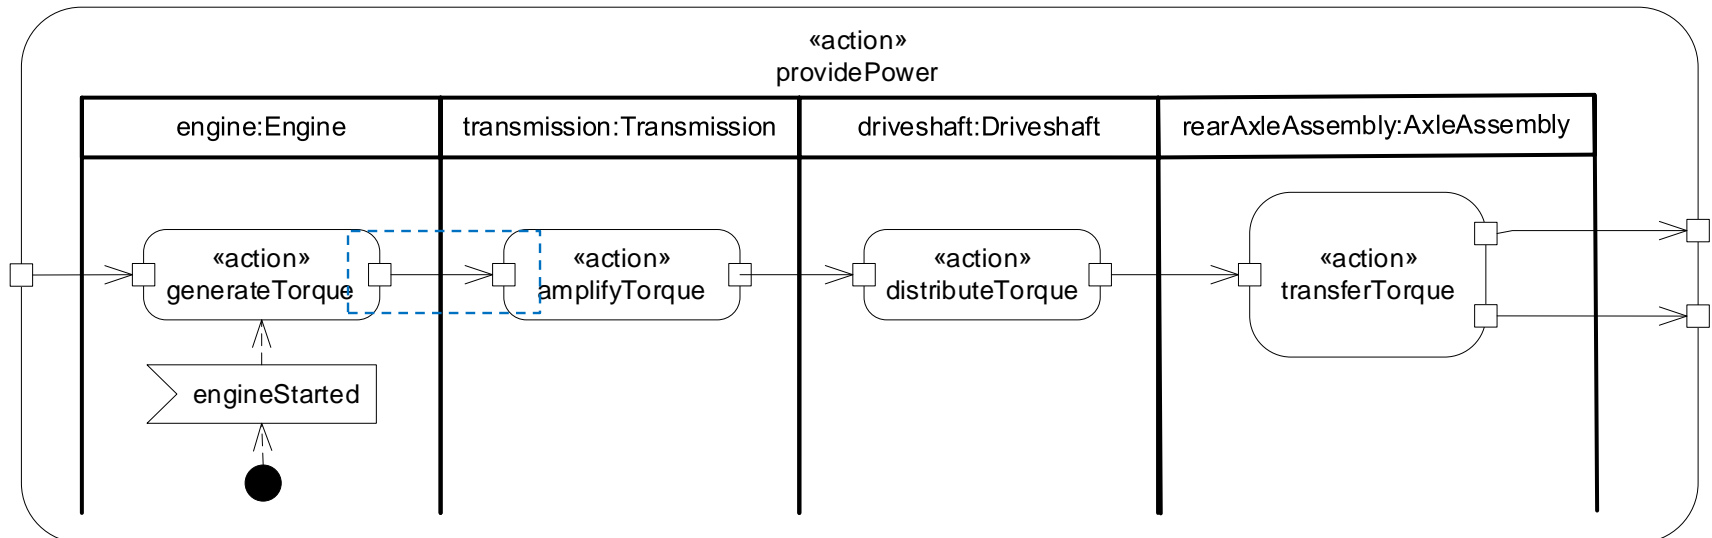 «action»
providePower
engine:Engine
transmission:Transmission
driveshaft:Driveshaft
rearAxleAssembly:AxleAssembly
«action»
generateTorque
«action»
amplifyTorque
«action»
distributeTorque
«action»
transferTorque
engineStarted